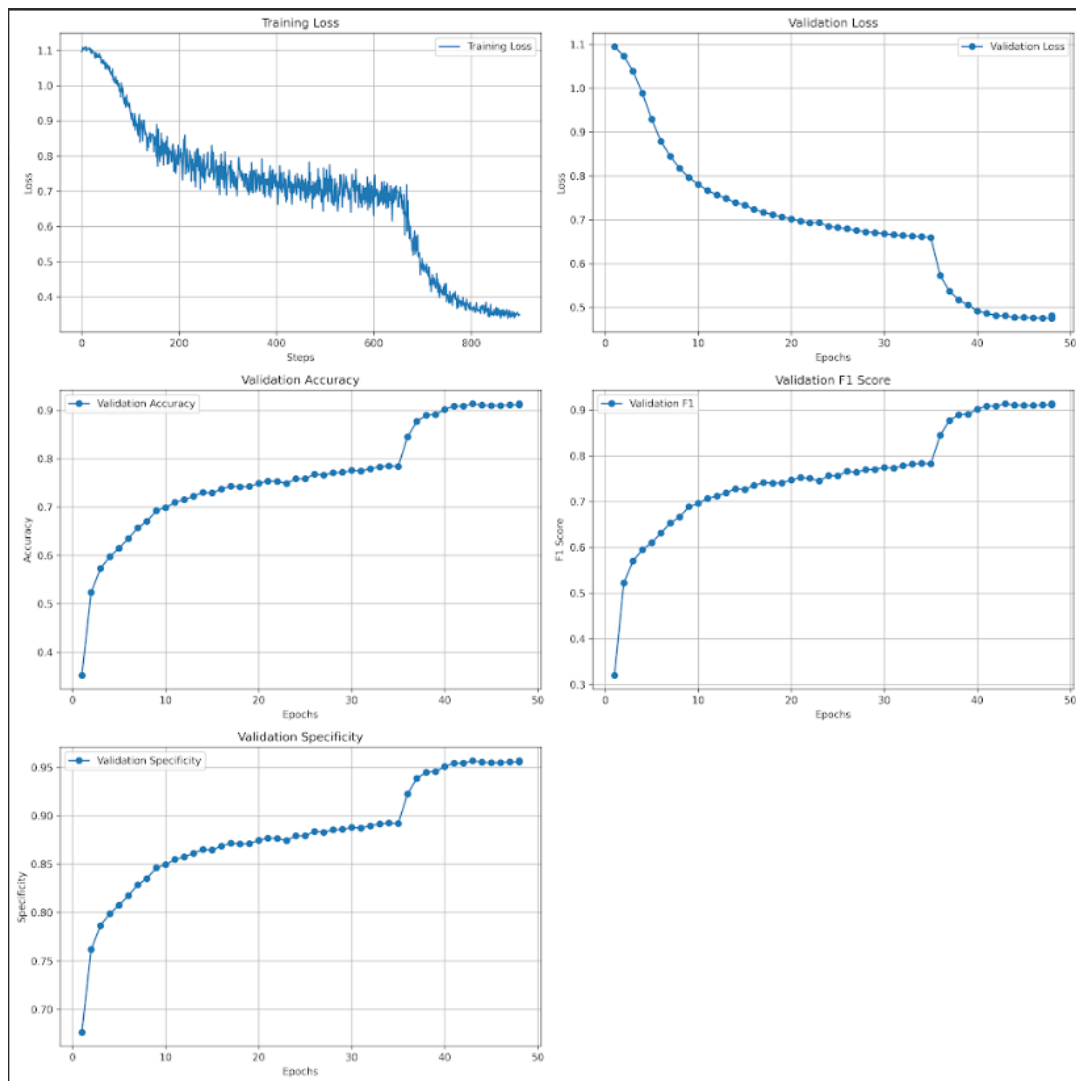 Training Loss
Training Loss
1.1
1.0
0.9
0.8
0.7
0.6
0.5
0.4
Loss
0 200 400 600 800
Steps
Validation Loss
Validation Loss
1.1
1.0
0.9
0.8
0.7
0.6
0.5
Loss
0 10 20 30 40 50
Epochs
Validation Accuracy
Validation Accuracy
0.9
0.8
0.7
0.6
0.5
0.4
Accuracy
0 10 20 30 40 50
Epochs
Validation F1 Score
Validation F1
0.9
0.8
0.7
0.6
0.5
0.4
0.3
F1 Score
0 10 20 30 40 50
Epochs
Validation Specificity
Validation Specificity
0.95
0.90
0.85
0.80
0.75
0.70
Specificity
0 10 20 30 40 50
Epochs